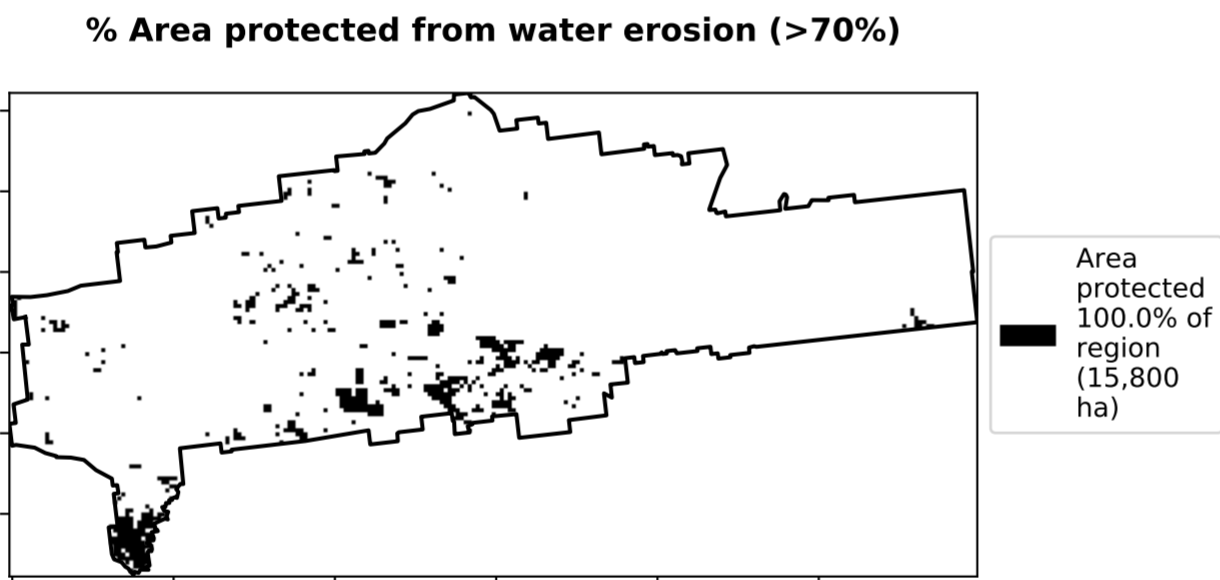 % Area protected from water erosion (>70%)
Area
protected
100.0% of
region
(15,800
ha)